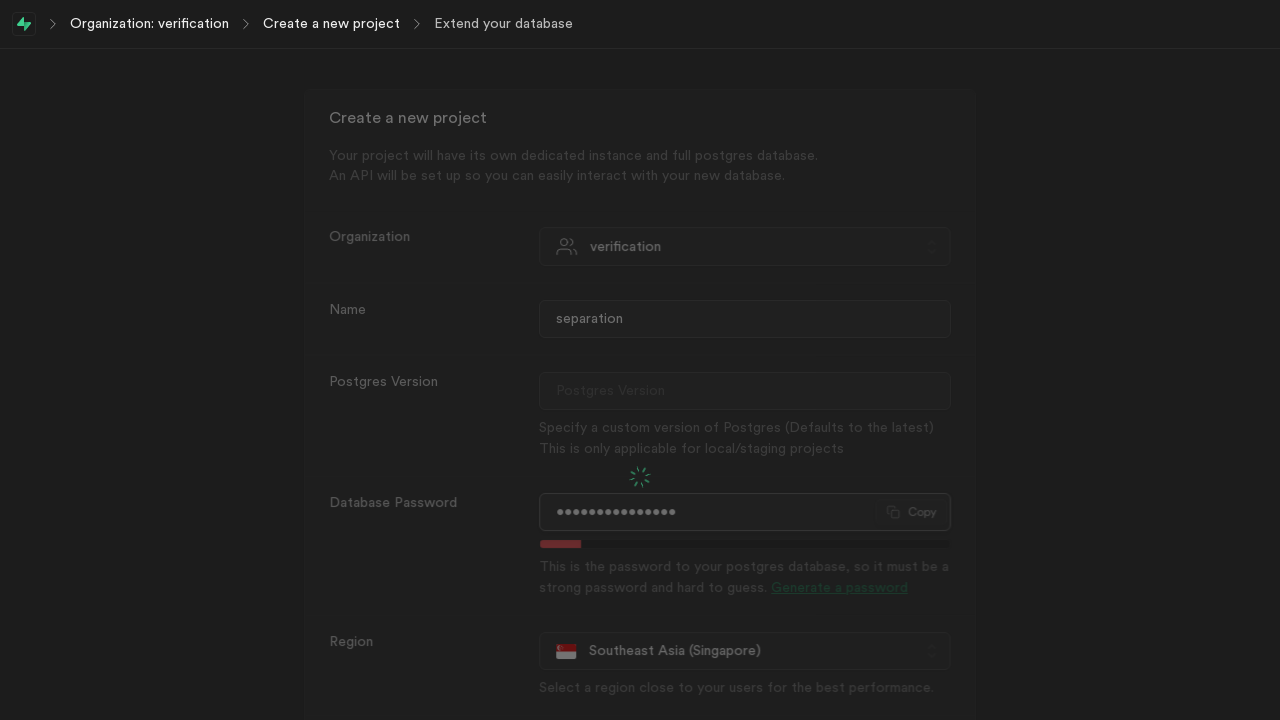 Organization: verification
Create a new project
Extend your database
Create a new project
Your project will have its own dedicated instance and full postgres database.
An API will be set up so you can easily interact with your new database.
Organization
verification
Name
separation
Postgres Version
Postgres Version
Specify a custom version of Postgres (Defaults to the latest)
This is only applicable for local/staging projects
Database Password
●●●●●●●●●●●●●●●
Copy
This is the password to your postgres database, so it must be a
strong password and hard to guess. Generate a password
Region
Southeast Asia (Singapore)
Select a region close to your users for the best performance.